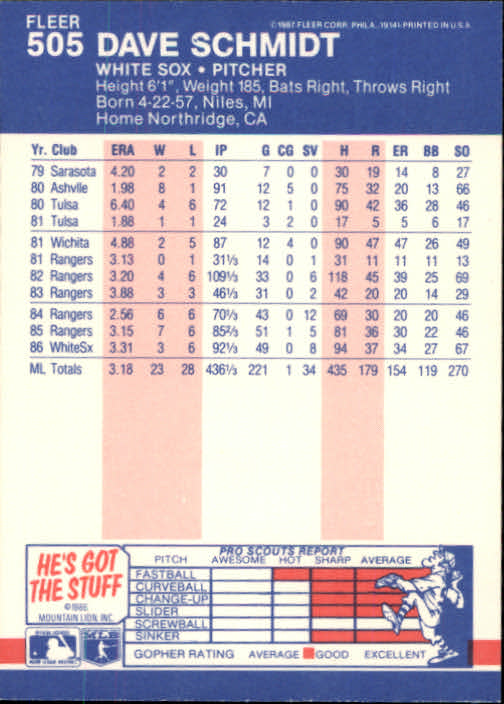 FLEER
©1987 FLEER CORP. PHILA., 19141-PRINTED IN U.S.A.
505 DAVE SCHMIDT
WHITE SOX • PITCHER
Height 6'1", Weight 185, Bats Right, Throws Right
Born 4-22-57, Niles, MI
Home Northridge, CA
Yr. Club ERA W L IP G CG SV H R ER BB SO
79 Sarasota 4.20 2 2 30 7 0 0 30 19 14 8 27
80 Ashvlle 1.98 8 1 91 12 5 0 75 32 20 13 66
80 Tulsa 6.40 4 6 72 12 1 0 90 42 36 28 46
81 Tulsa 1.88 1 1 24 3 2 0 17 5 5 6 17
81 Wichita 4.88 2 5 87 12 4 0 90 47 47 26 49
81 Rangers 3.13 0 1 31⅓ 14 0 1 31 11 11 11 13
82 Rangers 3.20 4 6 109⅓ 33 0 6 118 45 39 25 69
83 Rangers 3.88 3 3 46⅓ 31 0 2 42 20 20 14 29
84 Rangers 2.56 6 6 70⅓ 43 0 12 69 30 20 20 46
85 Rangers 3.15 7 6 85⅔ 51 1 5 81 36 30 22 46
86 WhiteSx 3.31 3 6 92⅓ 49 0 8 94 37 34 27 67
ML Totals 3.18 23 28 436⅓ 221 1 34 435 179 154 119 270
HE'S GOT
THE STUFF
©1986
MOUNTAIN LION, INC.
MLB
PRO SCOUTS REPORT
PITCH AWESOME HOT SHARP AVERAGE
FASTBALL
CURVEBALL
CHANGE-UP
SLIDER
SCREWBALL
SINKER
GOPHER RATING AVERAGE GOOD EXCELLENT